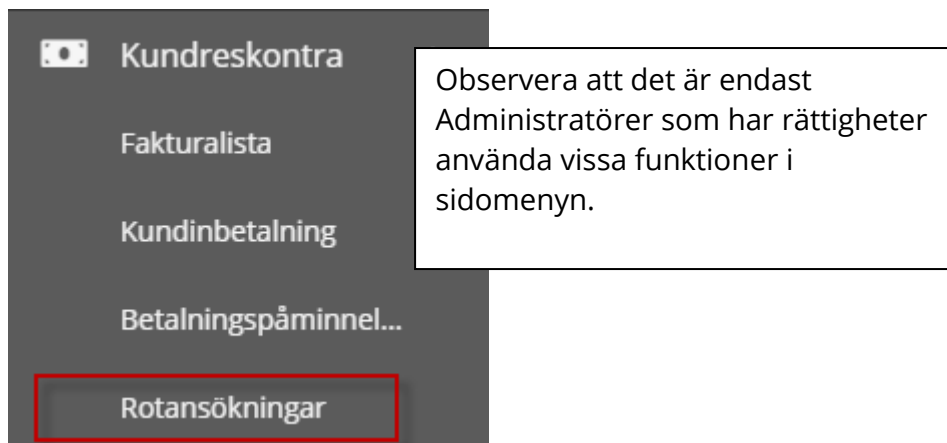 Kundreskontra
Fakturalista
Kundinbetalning
Betalningspåminnel...
Rotansökningar
Observera att det är endast
Administratörer som har rättigheter
använda vissa funktioner i
sidomenyn.